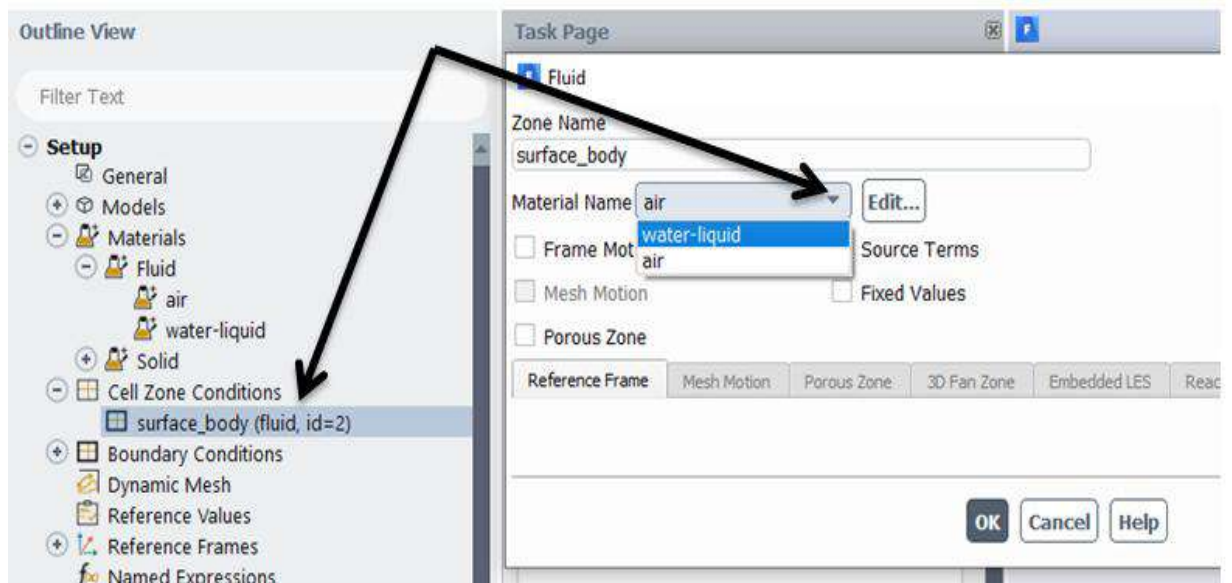 Outline View
Filter Text
Setup
General
Models
Materials
Fluid
air
water-liquid
Solid
Cell Zone Conditions
surface_body (fluid, id=2)
Boundary Conditions
Dynamic Mesh
Reference Values
Reference Frames
Named Expressions
Task Page
Fluid
Zone Name
surface_body
Material Name air Edit...
water-liquid
air
Frame Mot Source Terms
Mesh Motion Fixed Values
Porous Zone
Reference Frame Mesh Motion Porous Zone 3D Fan Zone Embedded LES Reac
OK Cancel Help